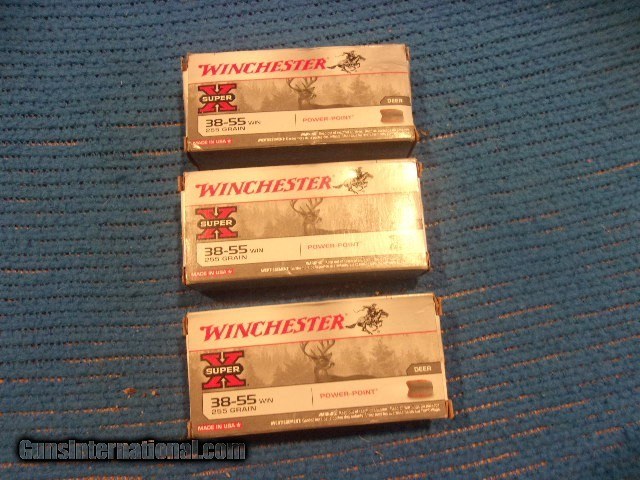 WINCHESTER
X
SUPER
DEER
38-55 WIN
255 GRAIN
POWER-POINT
MADE IN USA
WINCHESTER
X
SUPER
38-55 WIN
255 GRAIN
POWER-POINT
MADE IN USA
WINCHESTER
X
SUPER
DEER
38-55 WIN
255 GRAIN
POWER-POINT
MADE IN USA
GunsInternational.com